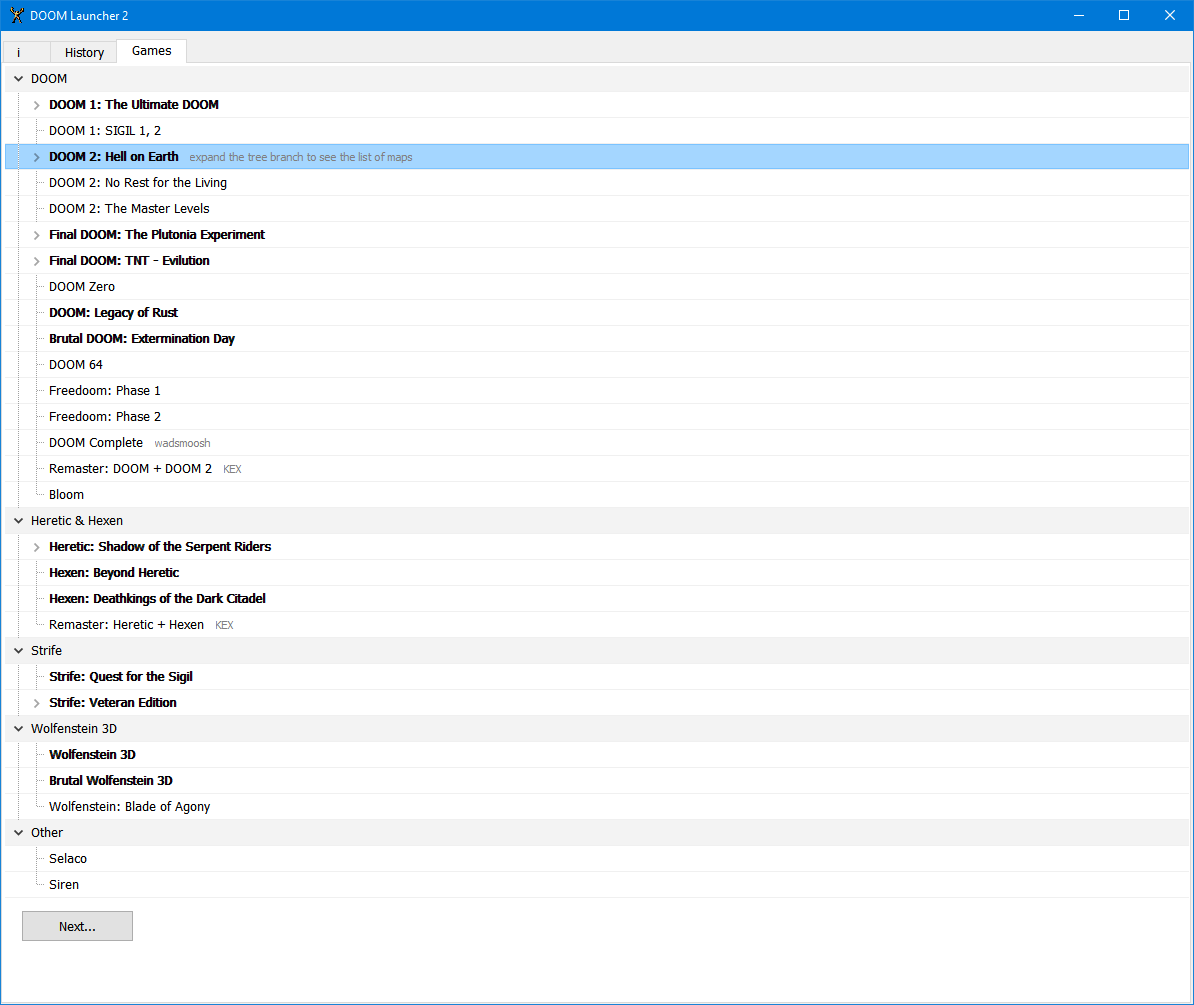 DOOM Launcher 2
i History Games
DOOM
DOOM 1: The Ultimate DOOM
DOOM 1: SIGIL 1, 2
DOOM 2: Hell on Earth expand the tree branch to see the list of maps
DOOM 2: No Rest for the Living
DOOM 2: The Master Levels
Final DOOM: The Plutonia Experiment
Final DOOM: TNT - Evilution
DOOM Zero
DOOM: Legacy of Rust
Brutal DOOM: Extermination Day
DOOM 64
Freedoom: Phase 1
Freedoom: Phase 2
DOOM Complete wadsmoosh
Remaster: DOOM + DOOM 2 KEX
Bloom
Heretic & Hexen
Heretic: Shadow of the Serpent Riders
Hexen: Beyond Heretic
Hexen: Deathkings of the Dark Citadel
Remaster: Heretic + Hexen KEX
Strife
Strife: Quest for the Sigil
Strife: Veteran Edition
Wolfenstein 3D
Wolfenstein 3D
Brutal Wolfenstein 3D
Wolfenstein: Blade of Agony
Other
Selaco
Siren
Next...